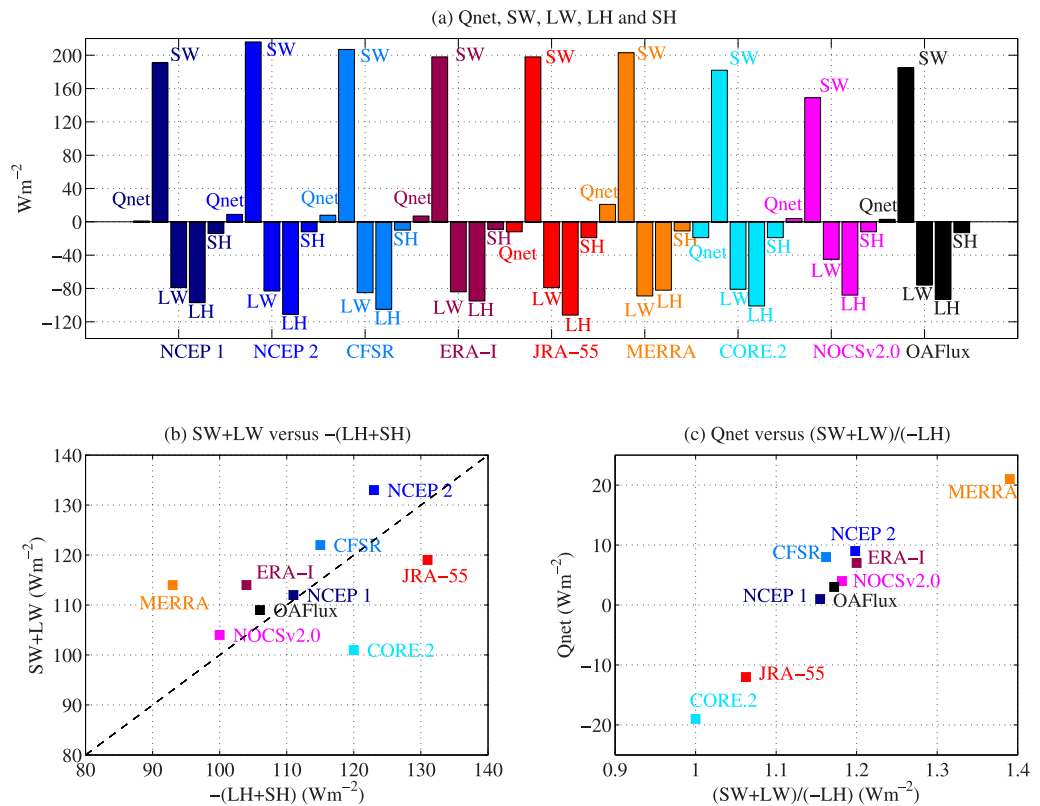 (a) Qnet, SW, LW, LH and SH
Wm−2
200
160
120
80
40
0
−40
−80
−120
SW SW SW SW SW SW SW SW SW
Qnet Qnet Qnet Qnet Qnet Qnet Qnet Qnet Qnet
LW LW LW LW LW LW LW LW LW
LH LH LH LH LH LH LH LH LH
SH SH SH SH SH SH SH SH SH
NCEP 1 NCEP 2 CFSR ERA−I JRA−55 MERRA CORE.2 NOCSv2.0 OAFlux
(b) SW+LW versus −(LH+SH)
SW+LW (Wm−2)
140
130
120
110
100
90
80
NCEP 2
CFSR
JRA−55
ERA−I
MERRA
NCEP 1
OAFlux
NOCSv2.0
CORE.2
80 90 100 110 120 130 140
−(LH+SH) (Wm−2)
(c) Qnet versus (SW+LW)/(−LH)
Qnet (Wm−2)
20
10
0
−10
−20
MERRA
NCEP 2
CFSR
ERA−I
NOCSv2.0
NCEP 1
OAFlux
JRA−55
CORE.2
0.9 1 1.1 1.2 1.3 1.4
(SW+LW)/(−LH) (Wm−2)